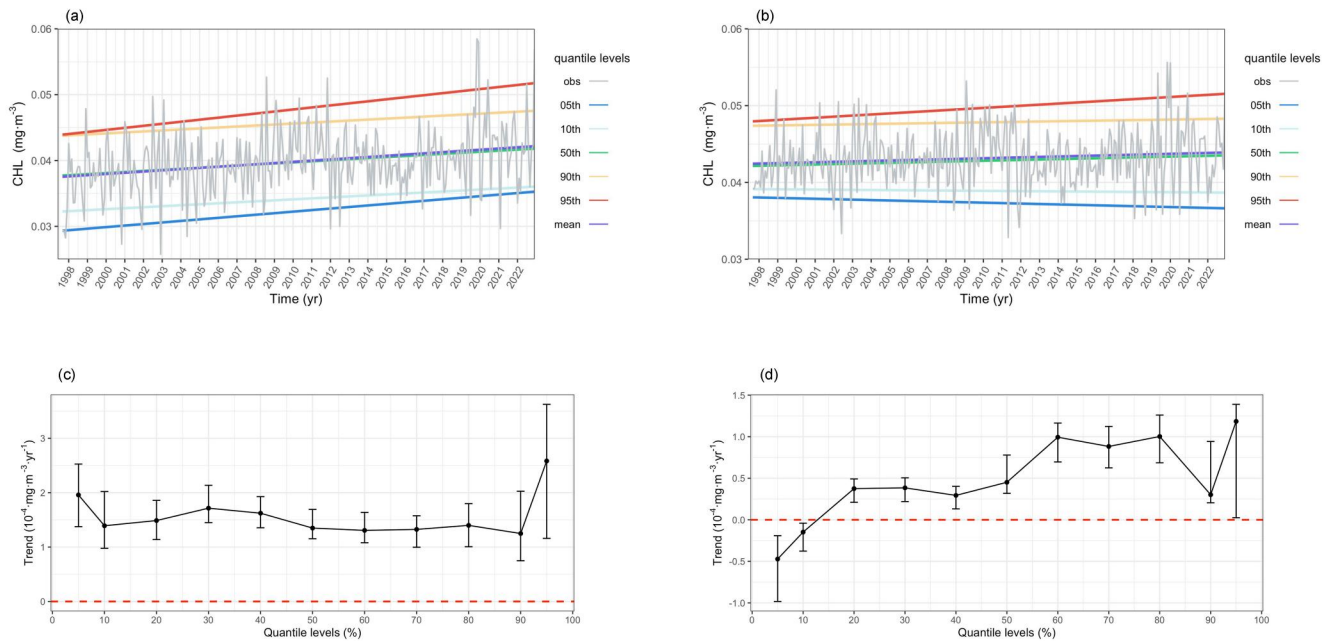 (a)
0.06
0.05
0.04
0.03
CHL (mg·m⁻³)
1998 1999 2000 2001 2002 2003 2004 2005 2006 2007 2008 2009 2010 2011 2012 2013 2014 2015 2016 2017 2018 2019 2020 2021 2022
Time (yr)
quantile levels
obs
05th
10th
50th
90th
95th
mean
(b)
0.06
0.05
0.04
0.03
CHL (mg·m⁻³)
1998 1999 2000 2001 2002 2003 2004 2005 2006 2007 2008 2009 2010 2011 2012 2013 2014 2015 2016 2017 2018 2019 2020 2021 2022
Time (yr)
quantile levels
obs
05th
10th
50th
90th
95th
mean
(c)
3
2
1
0
Trend (10⁻⁴·mg·m⁻³·yr⁻¹)
0 10 20 30 40 50 60 70 80 90 100
Quantile levels (%)
(d)
1.5
1.0
0.5
0.0
-0.5
-1.0
Trend (10⁻⁴·mg·m⁻³·yr⁻¹)
0 10 20 30 40 50 60 70 80 90 100
Quantile levels (%)